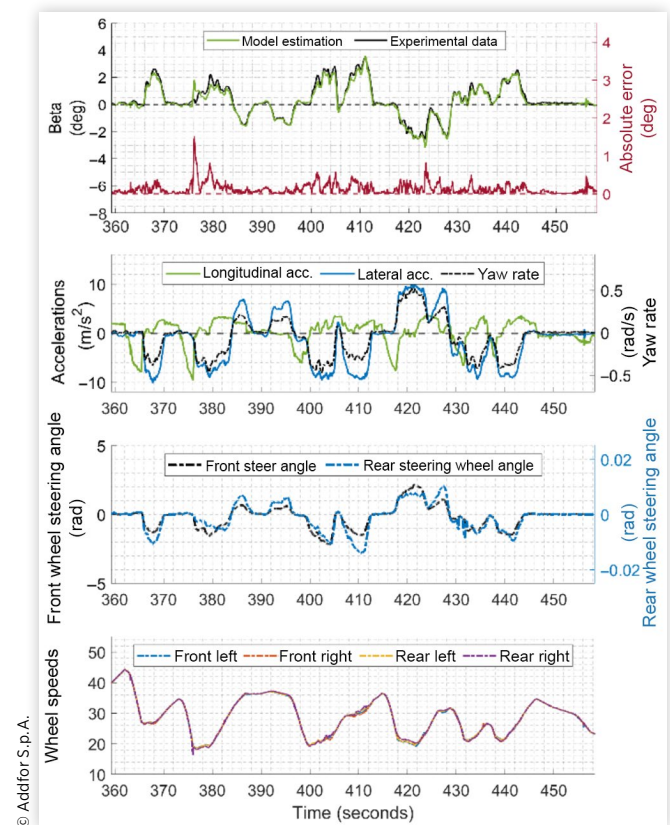 6
4
2
0
−2
−4
−6
−8
Beta
(deg)
Model estimation Experimental data
4
3
2
1
0
Absolute error
(deg)
360 370 380 390 400 410 420 430 440 450
10
0
−10
Accelerations
(m/s²)
Longitudinal acc. Lateral acc. Yaw rate
0.5
0
−0.5
(rad/s)
Yaw rate
360 370 380 390 400 410 420 430 440 450
5
0
−5
Front wheel steering angle
(rad)
Front steer angle Rear steering wheel angle
0.02
0
−0.02
Rear wheel steering angle
(rad)
360 370 380 390 400 410 420 430 440 450
50
40
30
20
10
Wheel speeds
Front left Front right Rear left Rear right
360 370 380 390 400 410 420 430 440 450
Time (seconds)
© Addfor S.p.A.